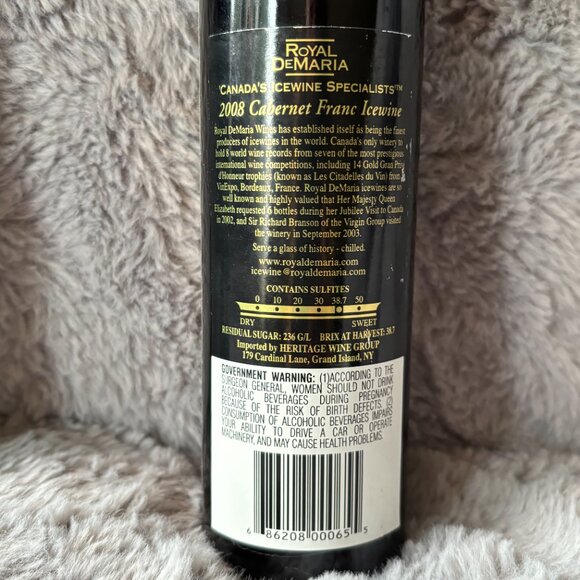 ROYAL
DEMARIA
'CANADA'S ICEWINE SPECIALISTS'™
2008 Cabernet Franc Icewine
Royal DeMaria Wines has established itself as being the finest
producers of icewines in the world. Canada's only winery to
hold 8 world wine records from seven of the most prestigious
international wine competitions, including 14 Gold Gran Prix
d'Honneur trophies (known as Les Citadelles du Vin) from
VinExpo, Bordeaux, France. Royal DeMaria icewines are so
well known and highly valued that Her Majesty Queen
Elizabeth requested 6 bottles during her Jubilee Visit to Canada
in 2002, and Sir Richard Branson of the Virgin Group visited
the winery in September 2003.
Serve a glass of history - chilled.
www.royaldemaria.com
icewine@royaldemaria.com
CONTAINS SULFITES
0 10 20 30 38.7 50
DRY SWEET
RESIDUAL SUGAR: 236 G/L BRIX AT HARVEST: 38.7
Imported by HERITAGE WINE GROUP
179 Cardinal Lane, Grand Island, NY
GOVERNMENT WARNING: (1)ACCORDING TO THE
SURGEON GENERAL, WOMEN SHOULD NOT DRINK
ALCOHOLIC BEVERAGES DURING PREGNANCY
BECAUSE OF THE RISK OF BIRTH DEFECTS. (2)
CONSUMPTION OF ALCOHOLIC BEVERAGES IMPAIRS
YOUR ABILITY TO DRIVE A CAR OR OPERATE
MACHINERY, AND MAY CAUSE HEALTH PROBLEMS.
6 86208 00065 5